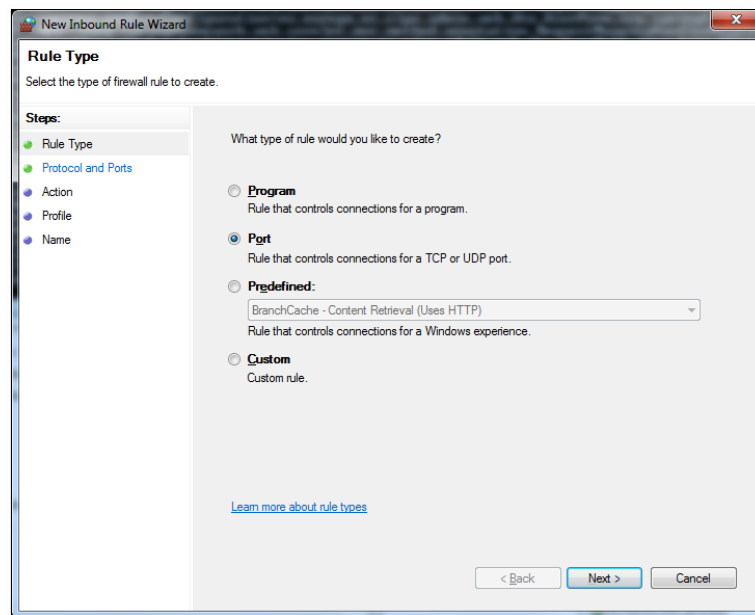 New Inbound Rule Wizard
Rule Type
Select the type of firewall rule to create.
Steps:
Rule Type
Protocol and Ports
Action
Profile
Name
What type of rule would you like to create?
Program
Rule that controls connections for a program.
Port
Rule that controls connections for a TCP or UDP port.
Predefined:
BranchCache - Content Retrieval (Uses HTTP)
Rule that controls connections for a Windows experience.
Custom
Custom rule.
Learn more about rule types
< Back Next > Cancel